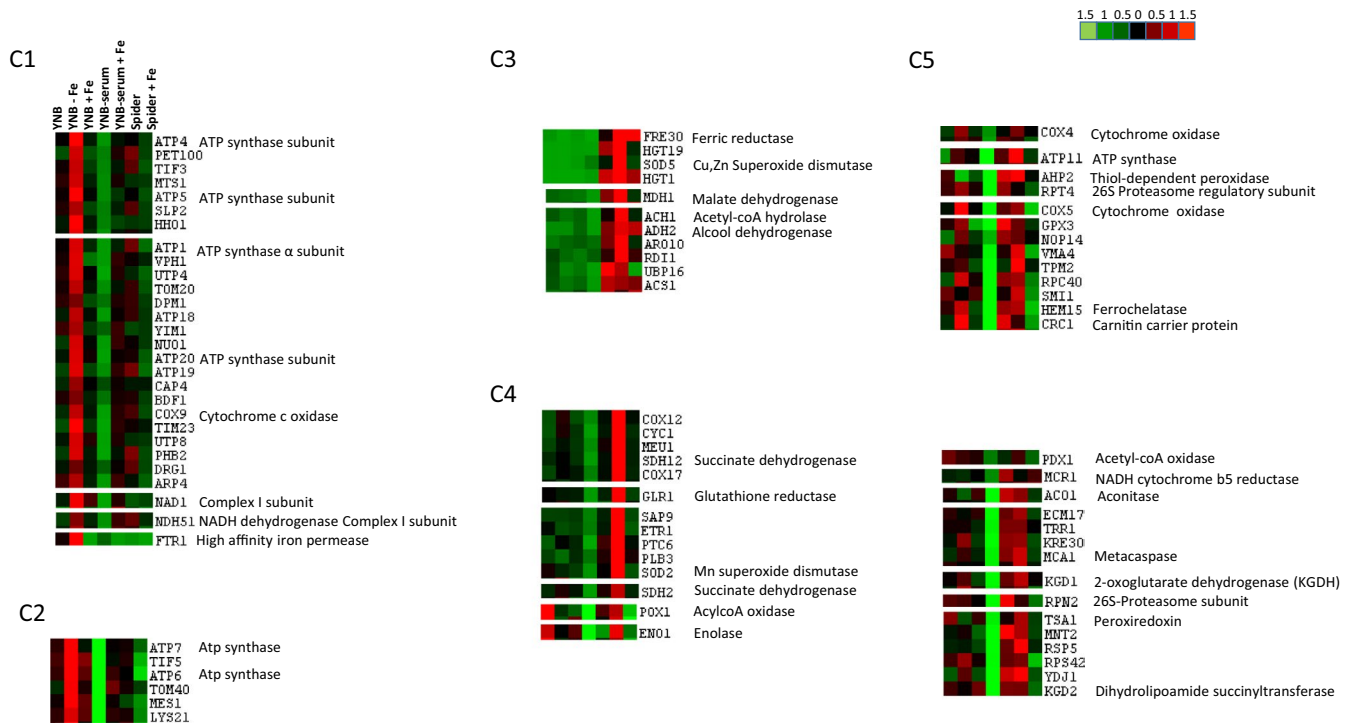 1.5 1 0.5 0 0.5 1 1.5
C1
YNB
YNB - Fe
YNB + Fe
YNB-serum
YNB-serum + Fe
Spider
Spider + Fe
ATP4 ATP synthase subunit
PET100
TIF3
MTS1
ATP5 ATP synthase subunit
SLP2
HHO1
ATP1 ATP synthase α subunit
VPH1
UTP4
TOM20
DPM1
ATP18
YIM1
NUO1
ATP20 ATP synthase subunit
ATP19
CAP4
BDF1
COX9 Cytochrome c oxidase
TIM23
UTP8
PHB2
DRG1
ARP4
NAD1 Complex I subunit
NDH51 NADH dehydrogenase Complex I subunit
FTR1 High affinity iron permease
C2
ATP7 Atp synthase
TIF5
ATP6 Atp synthase
TOM40
MES1
LYS21
C3
FRE30 Ferric reductase
HGT19
SOD5 Cu,Zn Superoxide dismutase
HGT1
MDH1 Malate dehydrogenase
ACH1 Acetyl-coA hydrolase
ADH2 Alcool dehydrogenase
ARO10
RDI1
UBP16
ACS1
C4
COX12
CYC1
MEU1
SDH12 Succinate dehydrogenase
COX17
GLR1 Glutathione reductase
SAP9
ETR1
PTC6
PLB3
SOD2 Mn superoxide dismutase
SDH2 Succinate dehydrogenase
POX1 AcylcoA oxidase
ENO1 Enolase
C5
COX4 Cytochrome oxidase
ATP11 ATP synthase
AHP2 Thiol-dependent peroxidase
RPT4 26S Proteasome regulatory subunit
COX5 Cytochrome oxidase
GPX3
NOP14
VMA4
TPM2
RPC40
SMI1
HEM15 Ferrochelatase
CRC1 Carnitin carrier protein
PDX1 Acetyl-coA oxidase
MCR1 NADH cytochrome b5 reductase
ACO1 Aconitase
ECM17
TRR1
KRE30
MCA1 Metacaspase
KGD1 2-oxoglutarate dehydrogenase (KGDH)
RPN2 26S-Proteasome subunit
TSA1 Peroxiredoxin
MNT2
RSP5
RPS42
YDJ1
KGD2 Dihydrolipoamide succinyltransferase